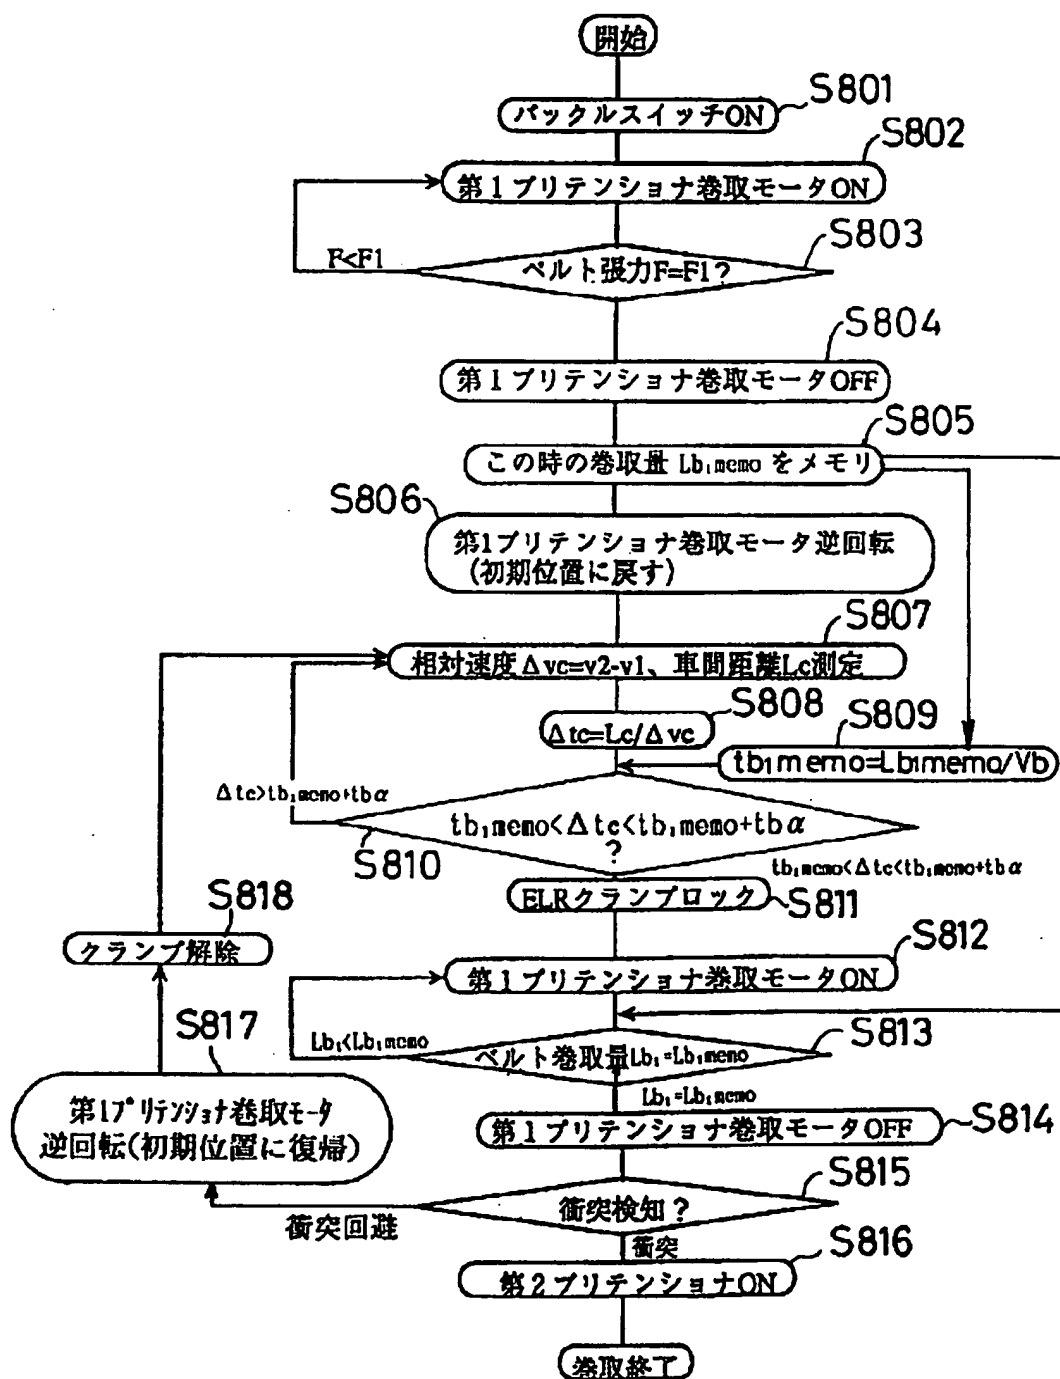 開始
S801
バックルスイッチON
S802
第1プリテンショナ巻取モータON
S803
F<F1
ベルト張力F=F1?
S804
第1プリテンショナ巻取モータOFF
S805
この時の巻取量 Lb₁memo をメモリ
S806
第1プリテンショナ巻取モータ逆回転
(初期位置に戻す)
S807
相対速度Δvc=v2-v1、車間距離Lc測定
S808
Δtc=Lc/Δvc
S809
tb₁memo=Lb₁memo/Vb
Δtc>tb₁memo+tbα
tb₁memo<Δtc<tb₁memo+tbα
?
S810
tb₁memo<Δtc<tb₁memo+tbα
ELRクランプロック
S811
S818
クランプ解除
S812
第1プリテンショナ巻取モータON
S817
Lb₁<Lb₁memo
ベルト巻取量Lb₁=Lb₁memo
S813
Lb₁=Lb₁memo
第1プリテンショナ巻取モータ
逆回転(初期位置に復帰)
第1プリテンショナ巻取モータOFF
S814
S815
衝突検知?
衝突回避
衝突
S816
第2プリテンショナON
巻取終了